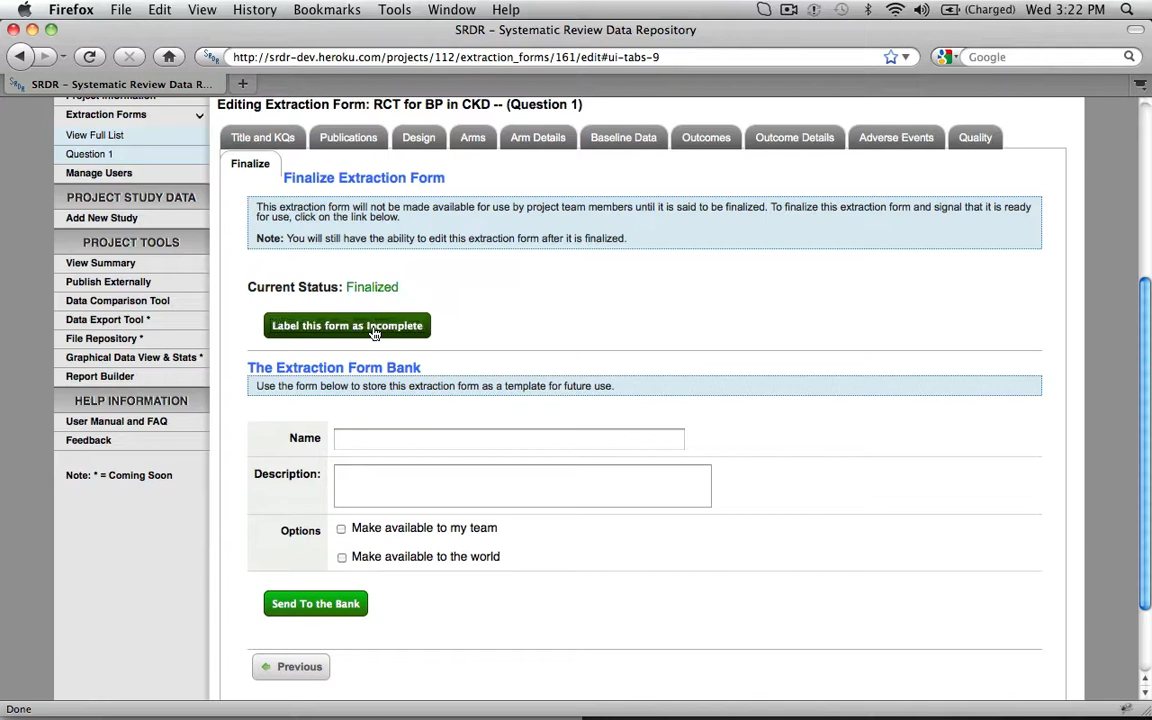 Firefox File Edit View History Bookmarks Tools Window Help (Charged) Wed 3:22 PM
SRDR - Systematic Review Data Repository
http://srdr-dev.heroku.com/projects/112/extraction_forms/161/edit#ui-tabs-9 Google
SRDR - Systematic Review Data R...
Project Information
Extraction Forms
View Full List
Question 1
Manage Users
PROJECT STUDY DATA
Add New Study
PROJECT TOOLS
View Summary
Publish Externally
Data Comparison Tool
Data Export Tool *
File Repository *
Graphical Data View & Stats *
Report Builder
HELP INFORMATION
User Manual and FAQ
Feedback
Note: * = Coming Soon
Editing Extraction Form: RCT for BP in CKD -- (Question 1)
Title and KQs Publications Design Arms Arm Details Baseline Data Outcomes Outcome Details Adverse Events Quality
Finalize
Finalize Extraction Form
This extraction form will not be made available for use by project team members until it is said to be finalized. To finalize this extraction form and signal that it is ready
for use, click on the link below.
Note: You will still have the ability to edit this extraction form after it is finalized.
Current Status: Finalized
Label this form as Incomplete
The Extraction Form Bank
Use the form below to store this extraction form as a template for future use.
Name
Description:
Options Make available to my team
Make available to the world
Send To the Bank
Previous
Done